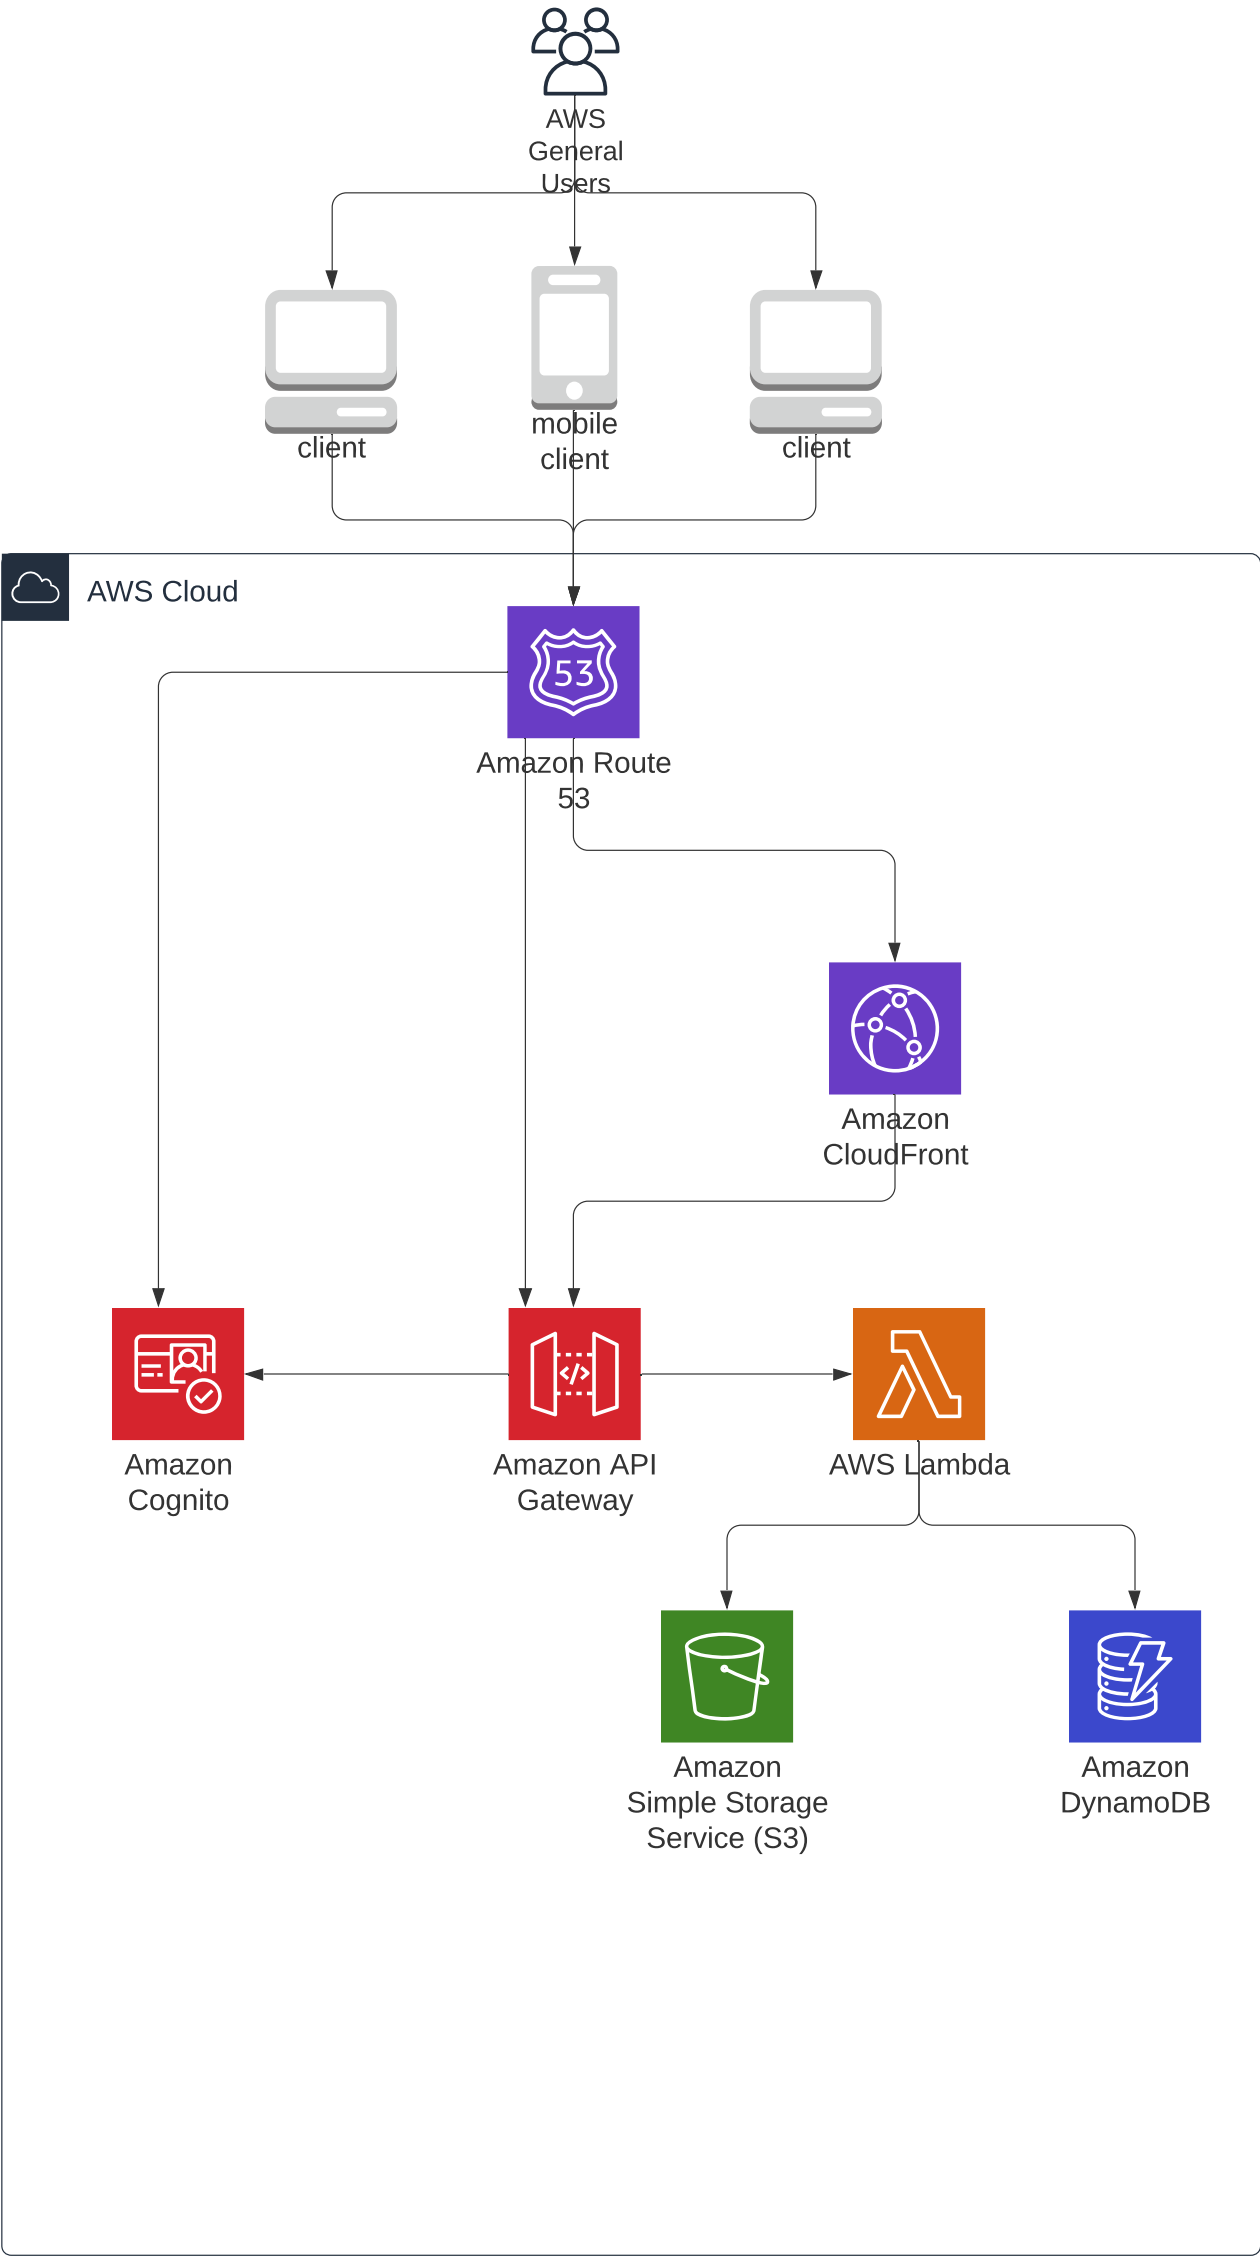 AWS
General
Users
client
mobile
client
client
AWS Cloud
53
Amazon Route
53
Amazon
CloudFront
Amazon
Cognito
Amazon API
Gateway
AWS Lambda
Amazon
Simple Storage
Service (S3)
Amazon
DynamoDB